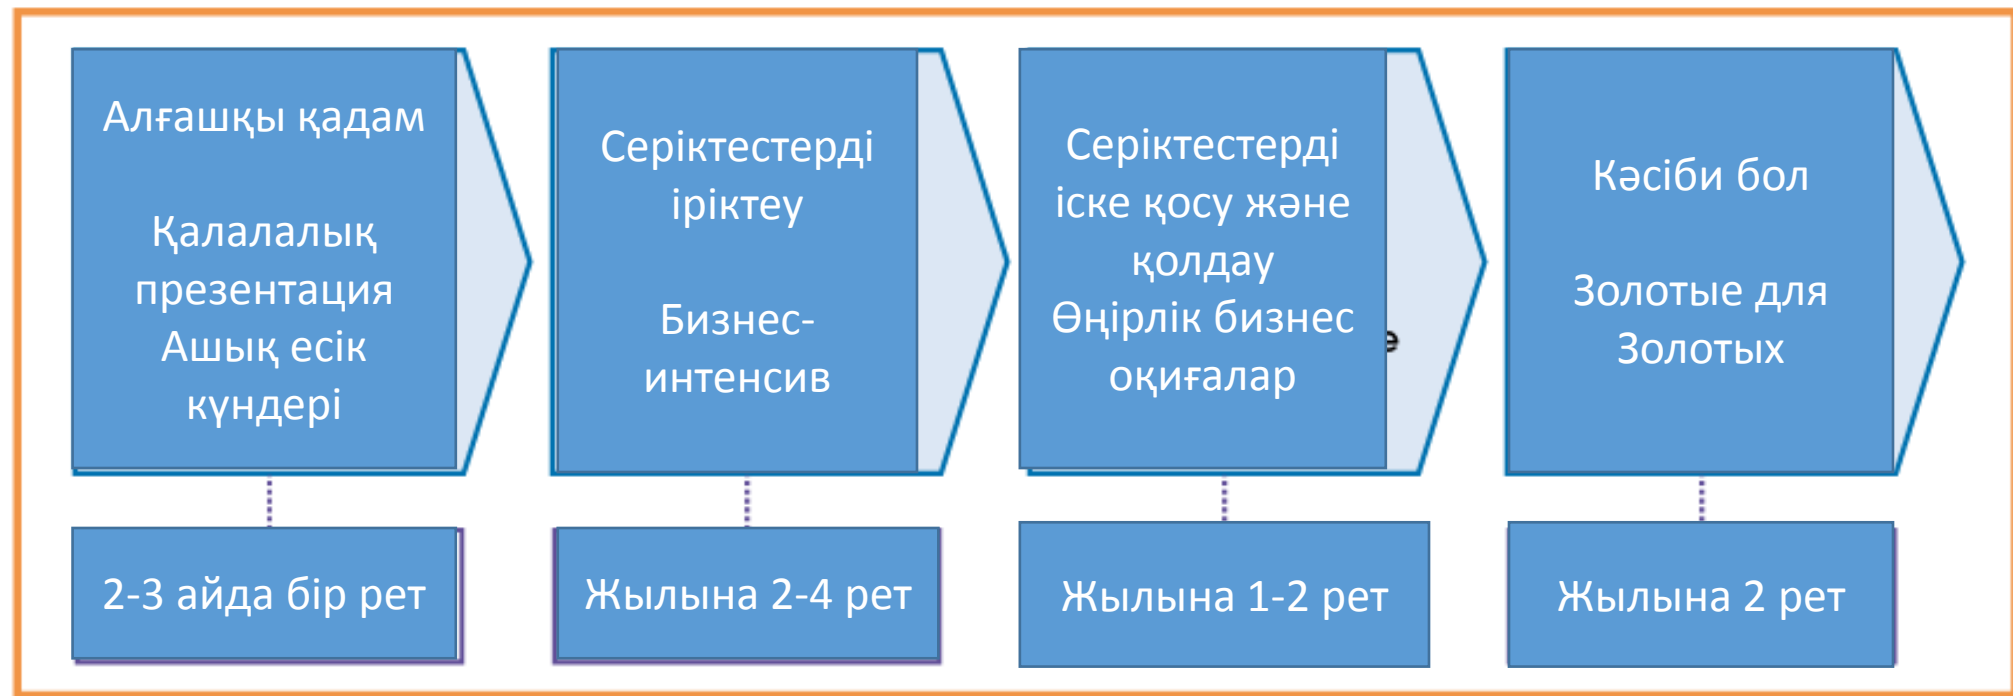 Алғашқы қадам
Қалалалық
презентация
Ашық есік
күндері
Серіктестерді
іріктеу
Бизнес-
интенсив
Серіктестерді
іске қосу және
қолдау
Өңірлік бизнес
оқиғалар
Кәсіби бол
Золотые для
Золотых
2-3 айда бір рет
Жылына 2-4 рет
Жылына 1-2 рет
Жылына 2 рет